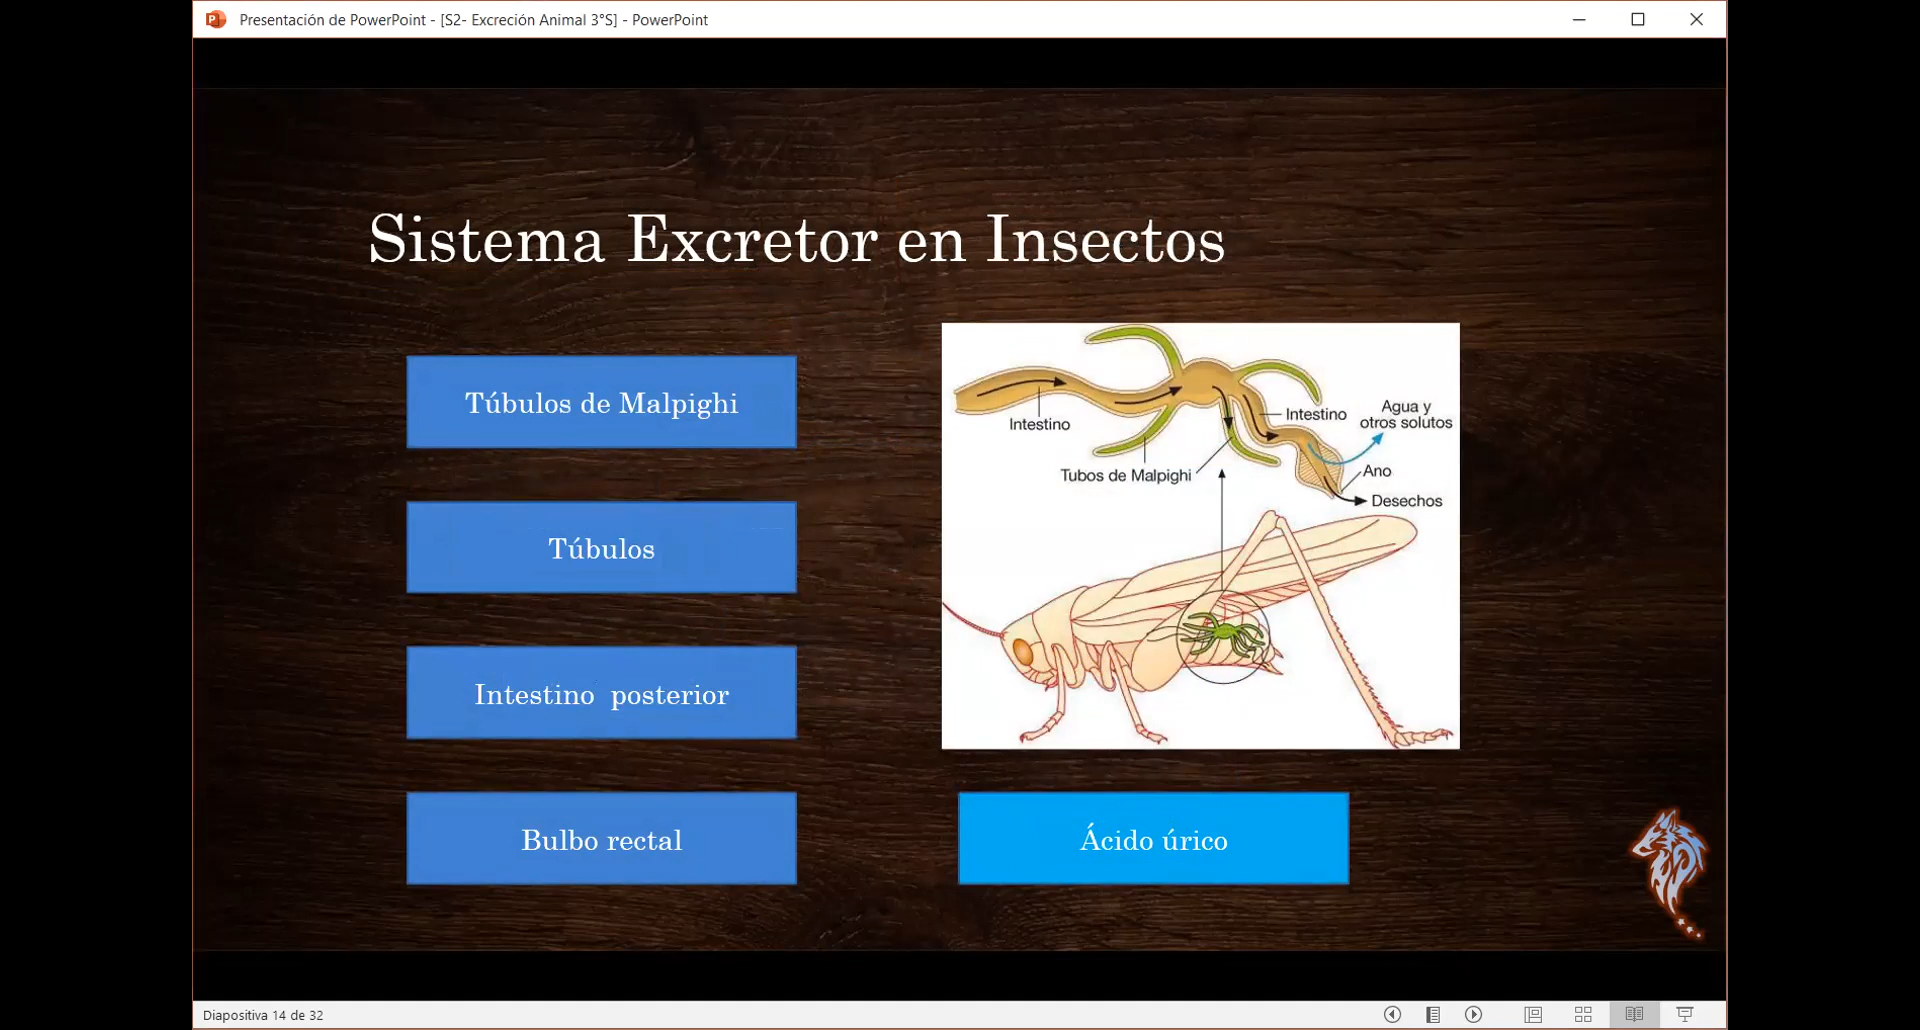 Presentación de PowerPoint - [S2- Excreción Animal 3°S] - PowerPoint
Sistema Excretor en Insectos
Túbulos de Malpighi
Túbulos
Intestino posterior
Bulbo rectal
Intestino
Tubos de Malpighi
Intestino
Agua y
otros solutos
Ano
Desechos
Ácido úrico
Diapositiva 14 de 32